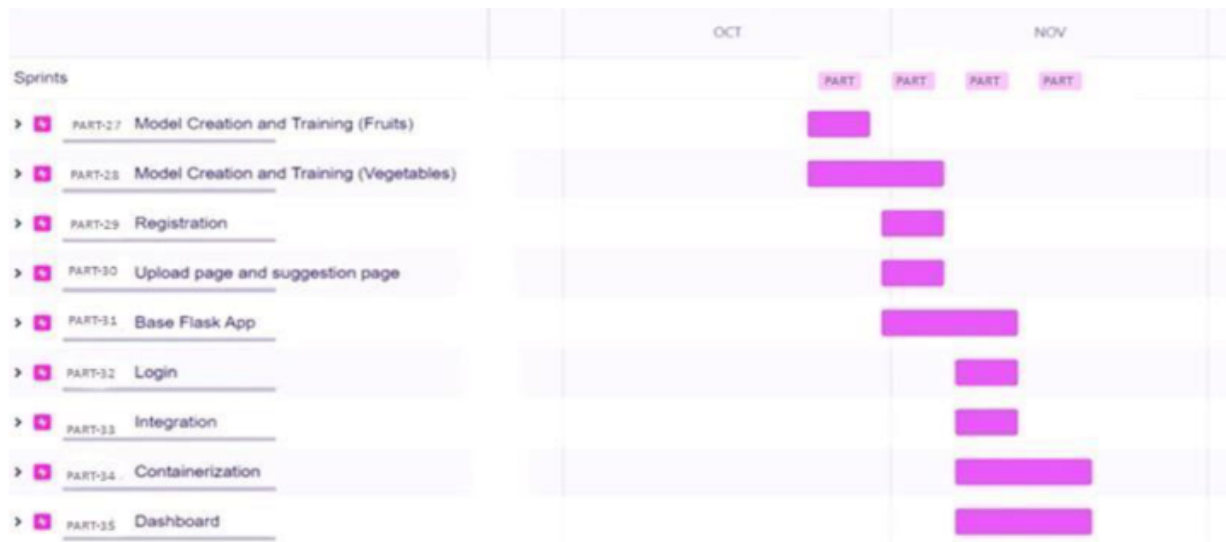 OCT NOV
Sprints PART PART PART PART
PART-27 Model Creation and Training (Fruits)
PART-28 Model Creation and Training (Vegetables)
PART-29 Registration
PART-30 Upload page and suggestion page
PART-31 Base Flask App
PART-32 Login
PART-33 Integration
PART-34 Containerization
PART-35 Dashboard